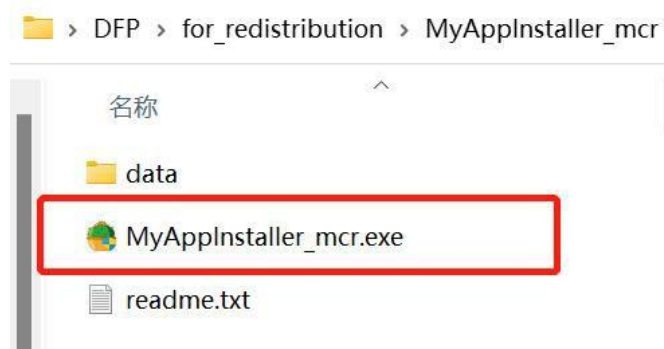 DFP > for_redistribution > MyAppInstaller_mcr
名称
data
MyAppInstaller_mcr.exe
readme.txt